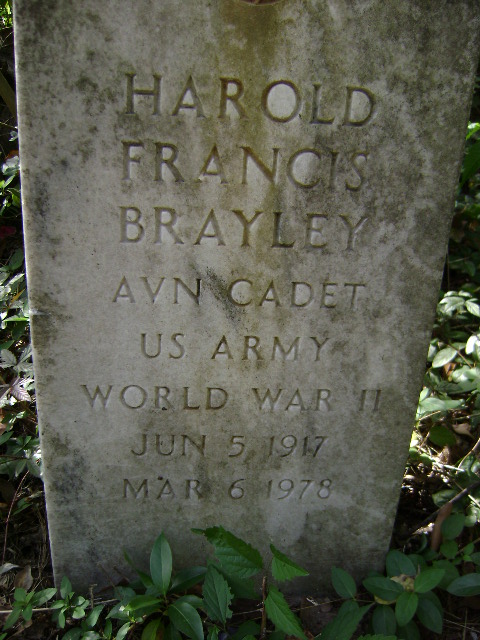 HAROLD
FRANCIS
BRAYLEY
AVN CADET
US ARMY
WORLD WAR II
JUN 5 1917
MAR 6 1978